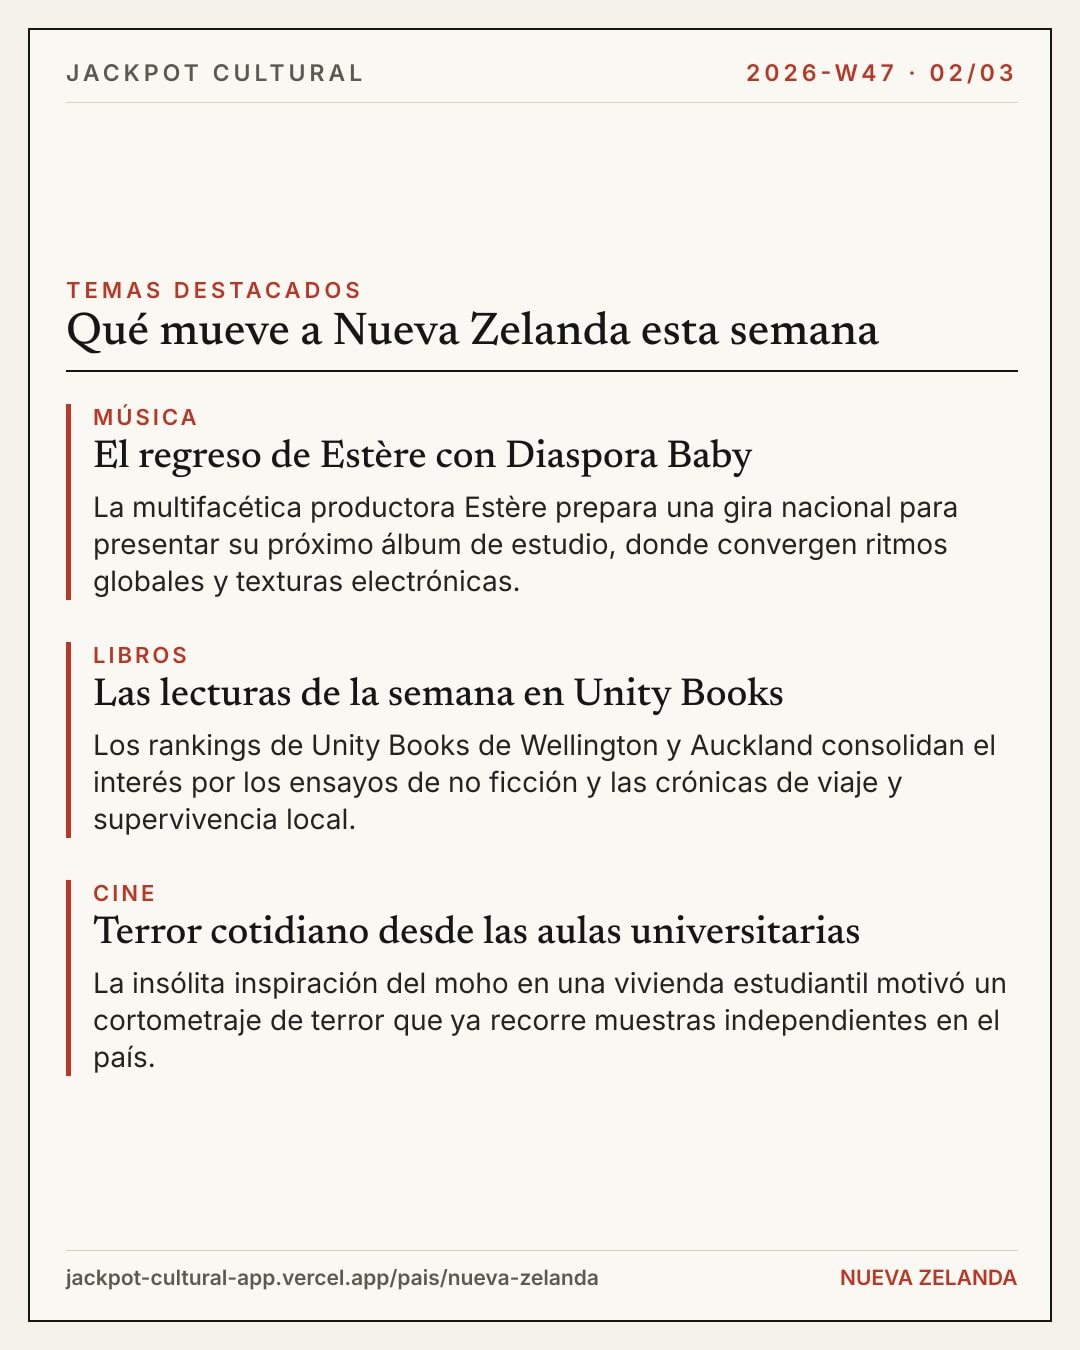 JACKPOT CULTURAL
2026-W47 · 02/03
TEMAS DESTACADOS
Qué mueve a Nueva Zelanda esta semana
MÚSICA
El regreso de Estère con Diaspora Baby
La multifacética productora Estère prepara una gira nacional para
presentar su próximo álbum de estudio, donde convergen ritmos
globales y texturas electrónicas.
LIBROS
Las lecturas de la semana en Unity Books
Los rankings de Unity Books de Wellington y Auckland consolidan el
interés por los ensayos de no ficción y las crónicas de viaje y
supervivencia local.
CINE
Terror cotidiano desde las aulas universitarias
La insólita inspiración del moho en una vivienda estudiantil motivó un
cortometraje de terror que ya recorre muestras independientes en el
país.
jackpot-cultural-app.vercel.app/pais/nueva-zelanda
NUEVA ZELANDA